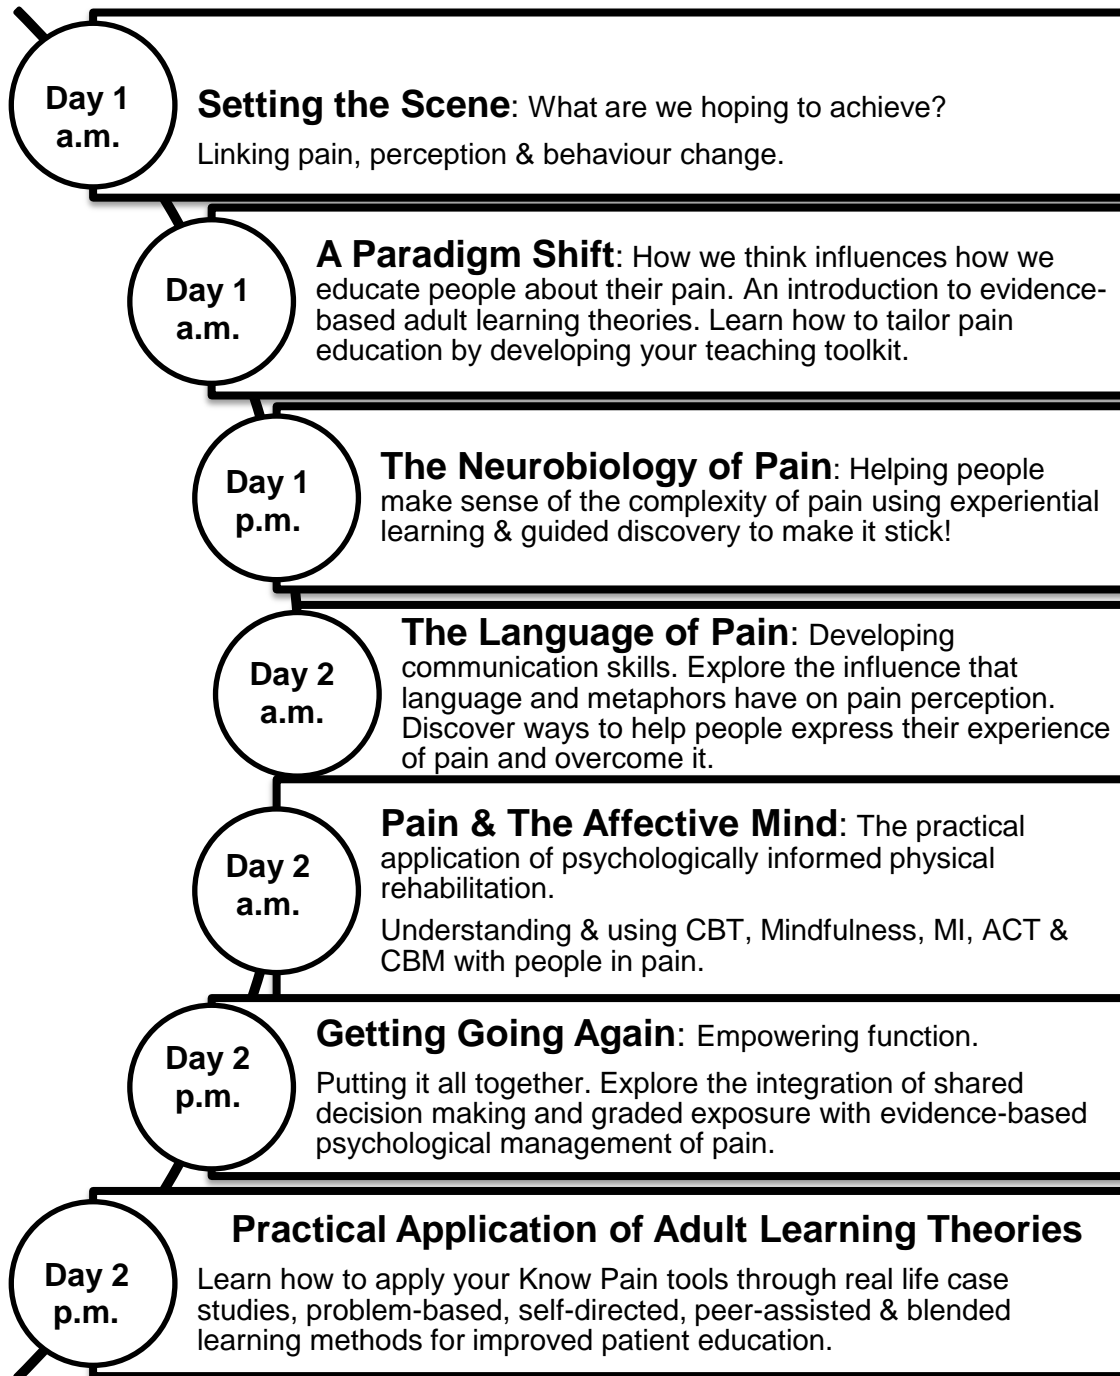 Day 1
a.m.
Setting the Scene: What are we hoping to achieve?
Linking pain, perception & behaviour change.
Day 1
a.m.
A Paradigm Shift: How we think influences how we
educate people about their pain. An introduction to evidence-
based adult learning theories. Learn how to tailor pain
education by developing your teaching toolkit.
Day 1
p.m.
The Neurobiology of Pain: Helping people
make sense of the complexity of pain using experiential
learning & guided discovery to make it stick!
Day 2
a.m.
The Language of Pain: Developing
communication skills. Explore the influence that
language and metaphors have on pain perception.
Discover ways to help people express their experience
of pain and overcome it.
Day 2
a.m.
Pain & The Affective Mind: The practical
application of psychologically informed physical
rehabilitation.
Understanding & using CBT, Mindfulness, MI, ACT &
CBM with people in pain.
Day 2
p.m.
Getting Going Again: Empowering function.
Putting it all together. Explore the integration of shared
decision making and graded exposure with evidence-based
psychological management of pain.
Day 2
p.m.
Practical Application of Adult Learning Theories
Learn how to apply your Know Pain tools through real life case
studies, problem-based, self-directed, peer-assisted & blended
learning methods for improved patient education.